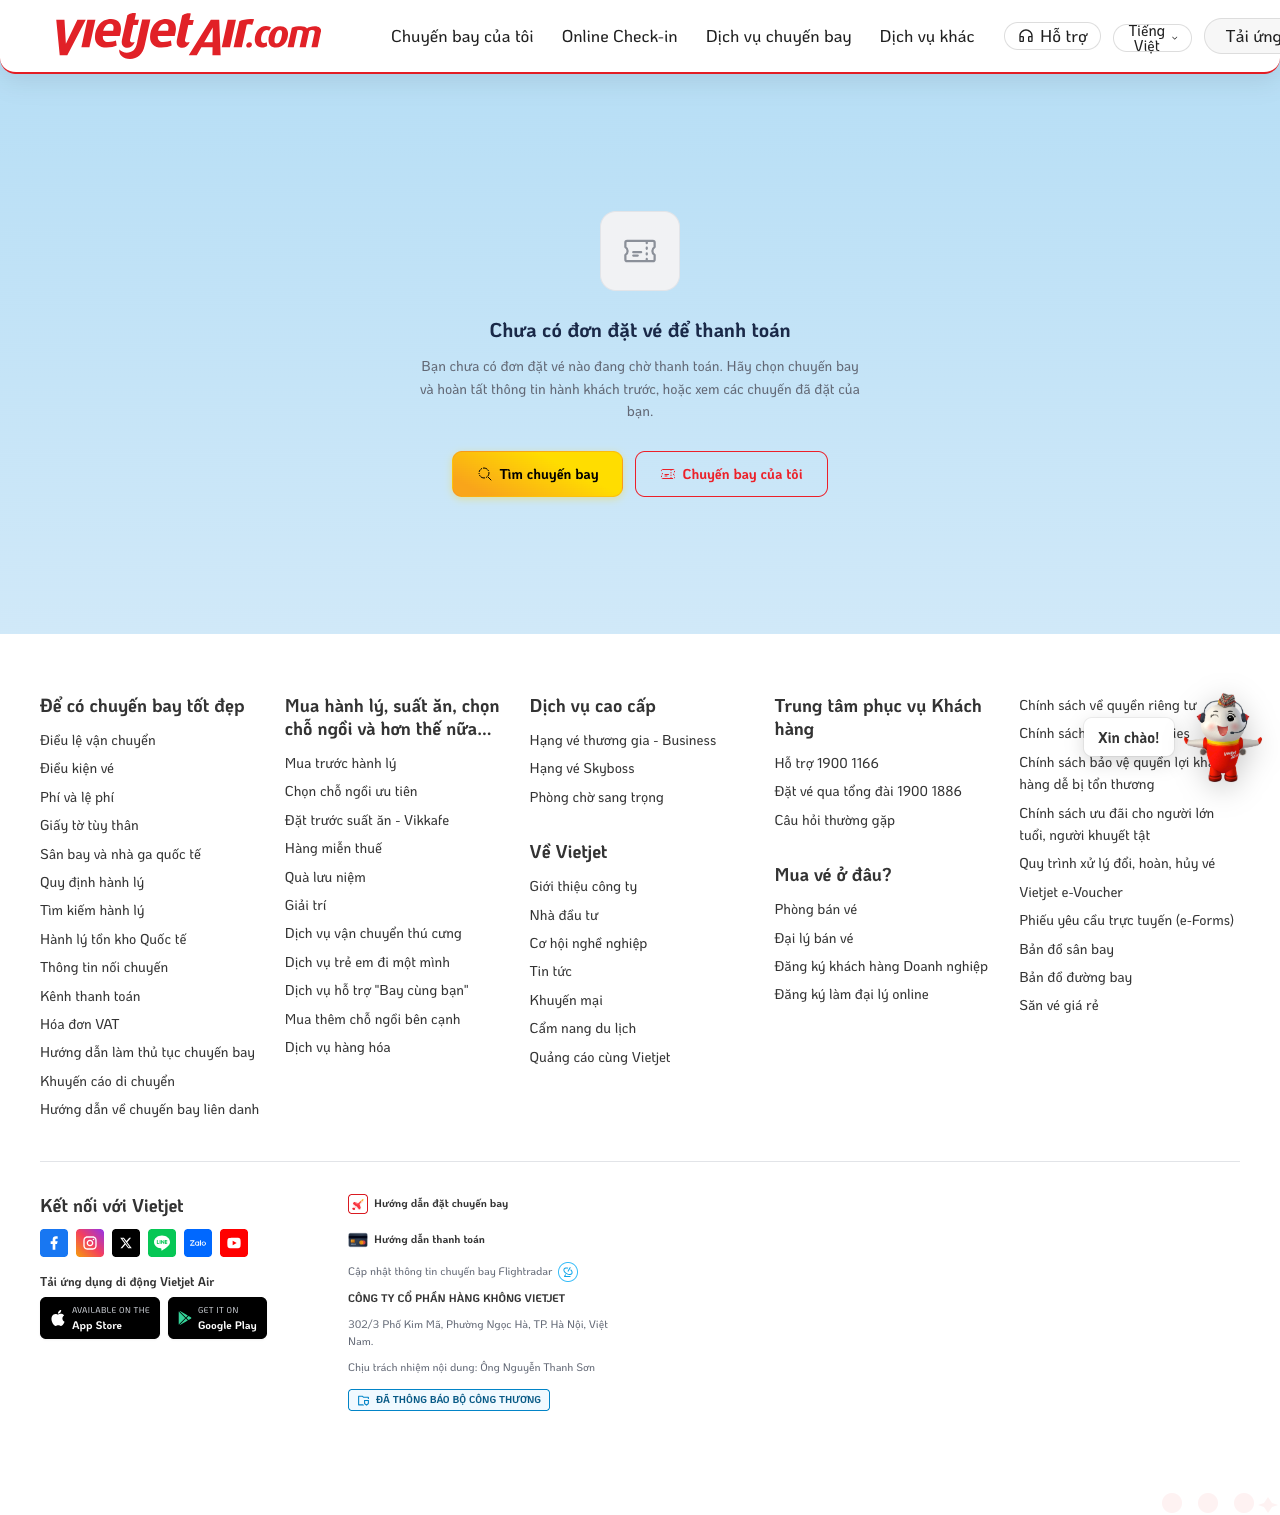 vietjet Air.com
Chuyến bay của tôi
Online Check-in
Dịch vụ chuyến bay
Dịch vụ khác
Hỗ trợ
Tiếng
Việt
Tải ứng
Chưa có đơn đặt vé để thanh toán
Bạn chưa có đơn đặt vé nào đang chờ thanh toán. Hãy chọn chuyến bay
và hoàn tất thông tin hành khách trước, hoặc xem các chuyến đã đặt của
bạn.
Tìm chuyến bay
Chuyến bay của tôi
Để có chuyến bay tốt đẹp
Điều lệ vận chuyển
Điều kiện vé
Phí và lệ phí
Giấy tờ tùy thân
Sân bay và nhà ga quốc tế
Quy định hành lý
Tìm kiếm hành lý
Hành lý tồn kho Quốc tế
Thông tin nối chuyến
Kênh thanh toán
Hóa đơn VAT
Hướng dẫn làm thủ tục chuyến bay
Khuyến cáo di chuyển
Hướng dẫn về chuyến bay liên danh
Mua hành lý, suất ăn, chọn
chỗ ngồi và hơn thế nữa...
Mua trước hành lý
Chọn chỗ ngồi ưu tiên
Đặt trước suất ăn - Vikkafe
Hàng miễn thuế
Quà lưu niệm
Giải trí
Dịch vụ vận chuyển thú cưng
Dịch vụ trẻ em đi một mình
Dịch vụ hỗ trợ "Bay cùng bạn"
Mua thêm chỗ ngồi bên cạnh
Dịch vụ hàng hóa
Dịch vụ cao cấp
Hạng vé thương gia - Business
Hạng vé Skyboss
Phòng chờ sang trọng
Về Vietjet
Giới thiệu công ty
Nhà đầu tư
Cơ hội nghề nghiệp
Tin tức
Khuyến mại
Cẩm nang du lịch
Quảng cáo cùng Vietjet
Trung tâm phục vụ Khách
hàng
Hỗ trợ 1900 1166
Đặt vé qua tổng đài 1900 1886
Câu hỏi thường gặp
Mua vé ở đâu?
Phòng bán vé
Đại lý bán vé
Đăng ký khách hàng Doanh nghiệp
Đăng ký làm đại lý online
Chính sách về quyền riêng tư
Chính sách
Xin chào!
Chính sách bảo vệ quyền lợi
hàng dễ bị tổn thương
Chính sách ưu đãi cho người lớn
tuổi, người khuyết tật
Quy trình xử lý đổi, hoàn, hủy vé
Vietjet e-Voucher
Phiếu yêu cầu trực tuyến (e-Forms)
Bản đồ sân bay
Bản đồ đường bay
Săn vé giá rẻ
Kết nối với Vietjet
LINE
Zalo
Tải ứng dụng di động Vietjet Air
AVAILABLE ON THE
App Store
GET IT ON
Google Play
Hướng dẫn đặt chuyến bay
Hướng dẫn thanh toán
Cập nhật thông tin chuyến bay Flightradar
CÔNG TY CỔ PHẦN HÀNG KHÔNG VIETJET
302/3 Phố Kim Mã, Phường Ngọc Hà, TP. Hà Nội, Việt
Nam.
Chịu trách nhiệm nội dung: Ông Nguyễn Thanh Sơn
ĐÃ THÔNG BÁO BỘ CÔNG THƯƠNG